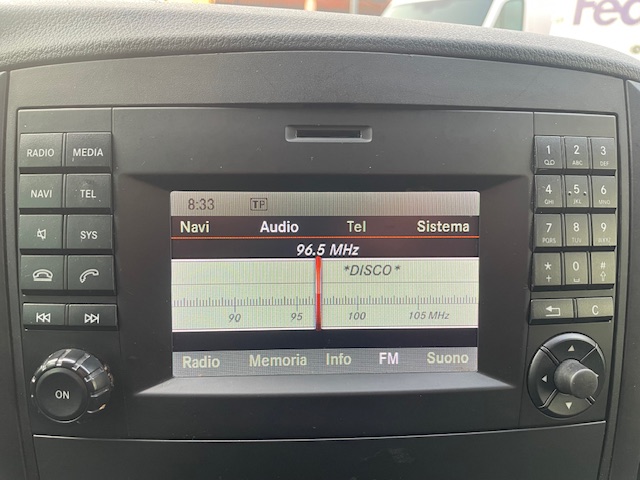 Fed
RADIO MEDIA
NAVI TEL
SYS
8:33 TP
Navi Audio Tel Sistema
96.5 MHz
*DISCO*
90 95 100 105 MHz
Radio Memoria Info FM Suono
ON
1 2 ABC 3 DEF
4 GHI 5 JKL 6 MNO
7 PQRS 8 TUV 9 WXYZ
* + 0 #
C